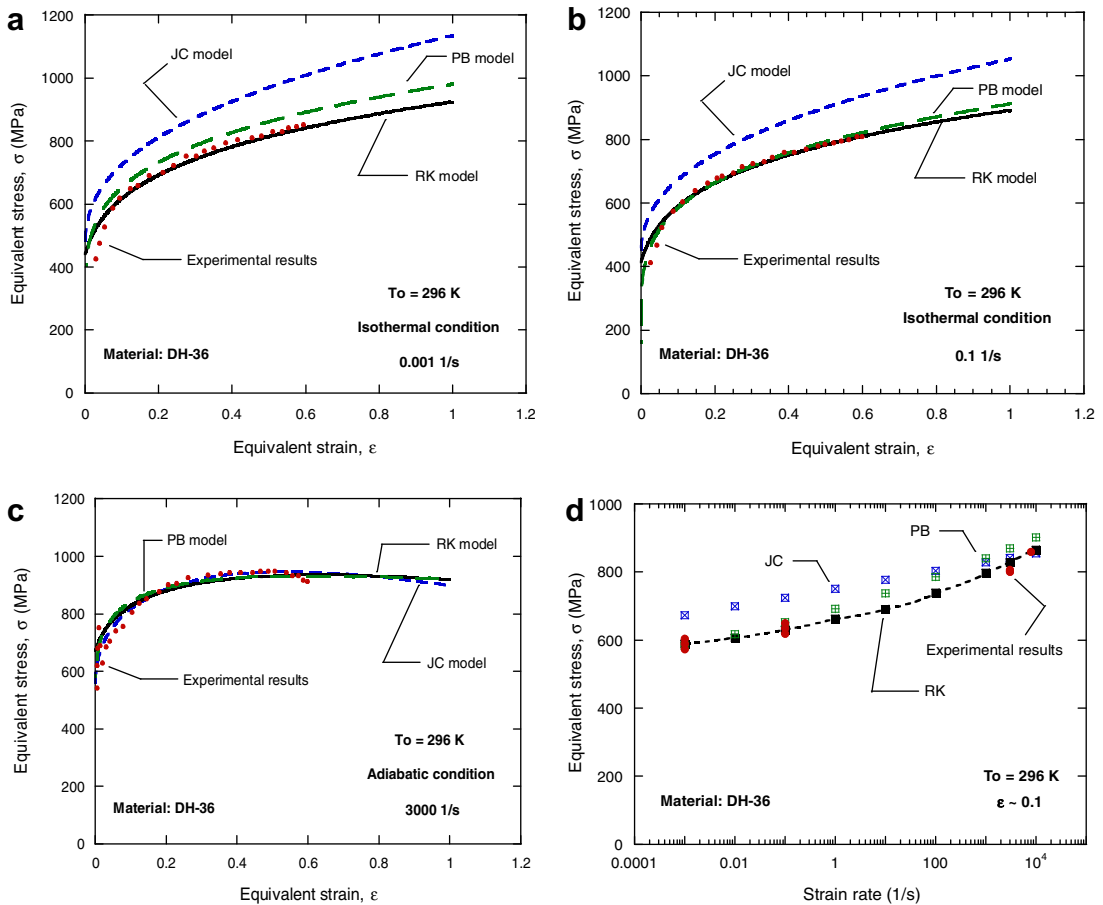 a
1200
1000
800
600
400
200
0
Equivalent stress, σ (MPa)
JC model
PB model
RK model
Experimental results
To = 296 K
Isothermal condition
0.001 1/s
Material: DH-36
0 0.2 0.4 0.6 0.8 1 1.2
Equivalent strain, ε
b
1200
1000
800
600
400
200
0
Equivalent stress, σ (MPa)
JC model
PB model
RK model
Experimental results
To = 296 K
Isothermal condition
0.1 1/s
Material: DH-36
0 0.2 0.4 0.6 0.8 1 1.2
Equivalent strain, ε
c
1200
1000
800
600
400
200
0
Equivalent stress, σ (MPa)
PB model
RK model
JC model
Experimental results
To = 296 K
Adiabatic condition
3000 1/s
Material: DH-36
0 0.2 0.4 0.6 0.8 1 1.2
Equivalent strain, ε
d
1000
800
600
400
200
0
Equivalent stress, σ (MPa)
PB
JC
Experimental results
RK
To = 296 K
ε ~ 0.1
Material: DH-36
0.0001 0.01 1 100 10⁴
Strain rate (1/s)